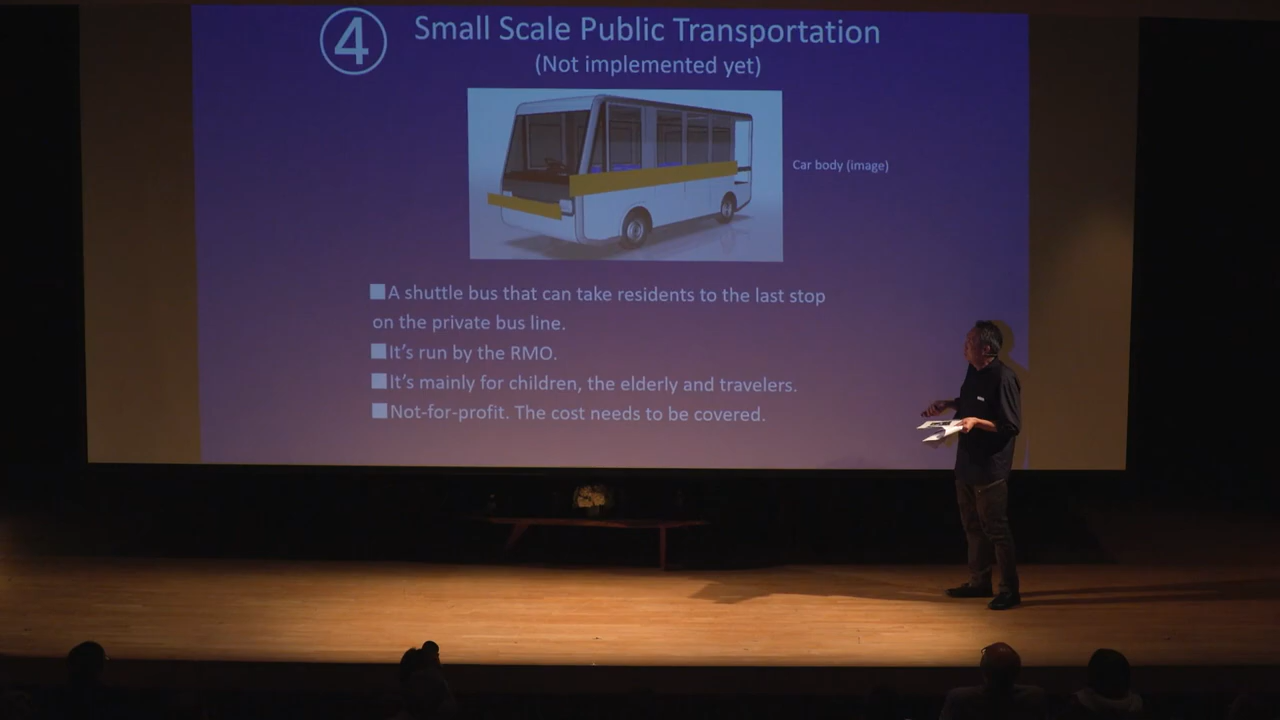 ④ Small Scale Public Transportation
(Not implemented yet)
Car body (image)
■A shuttle bus that can take residents to the last stop
on the private bus line.
■It's run by the RMO.
■It's mainly for children, the elderly and travelers.
■Not-for-profit. The cost needs to be covered.